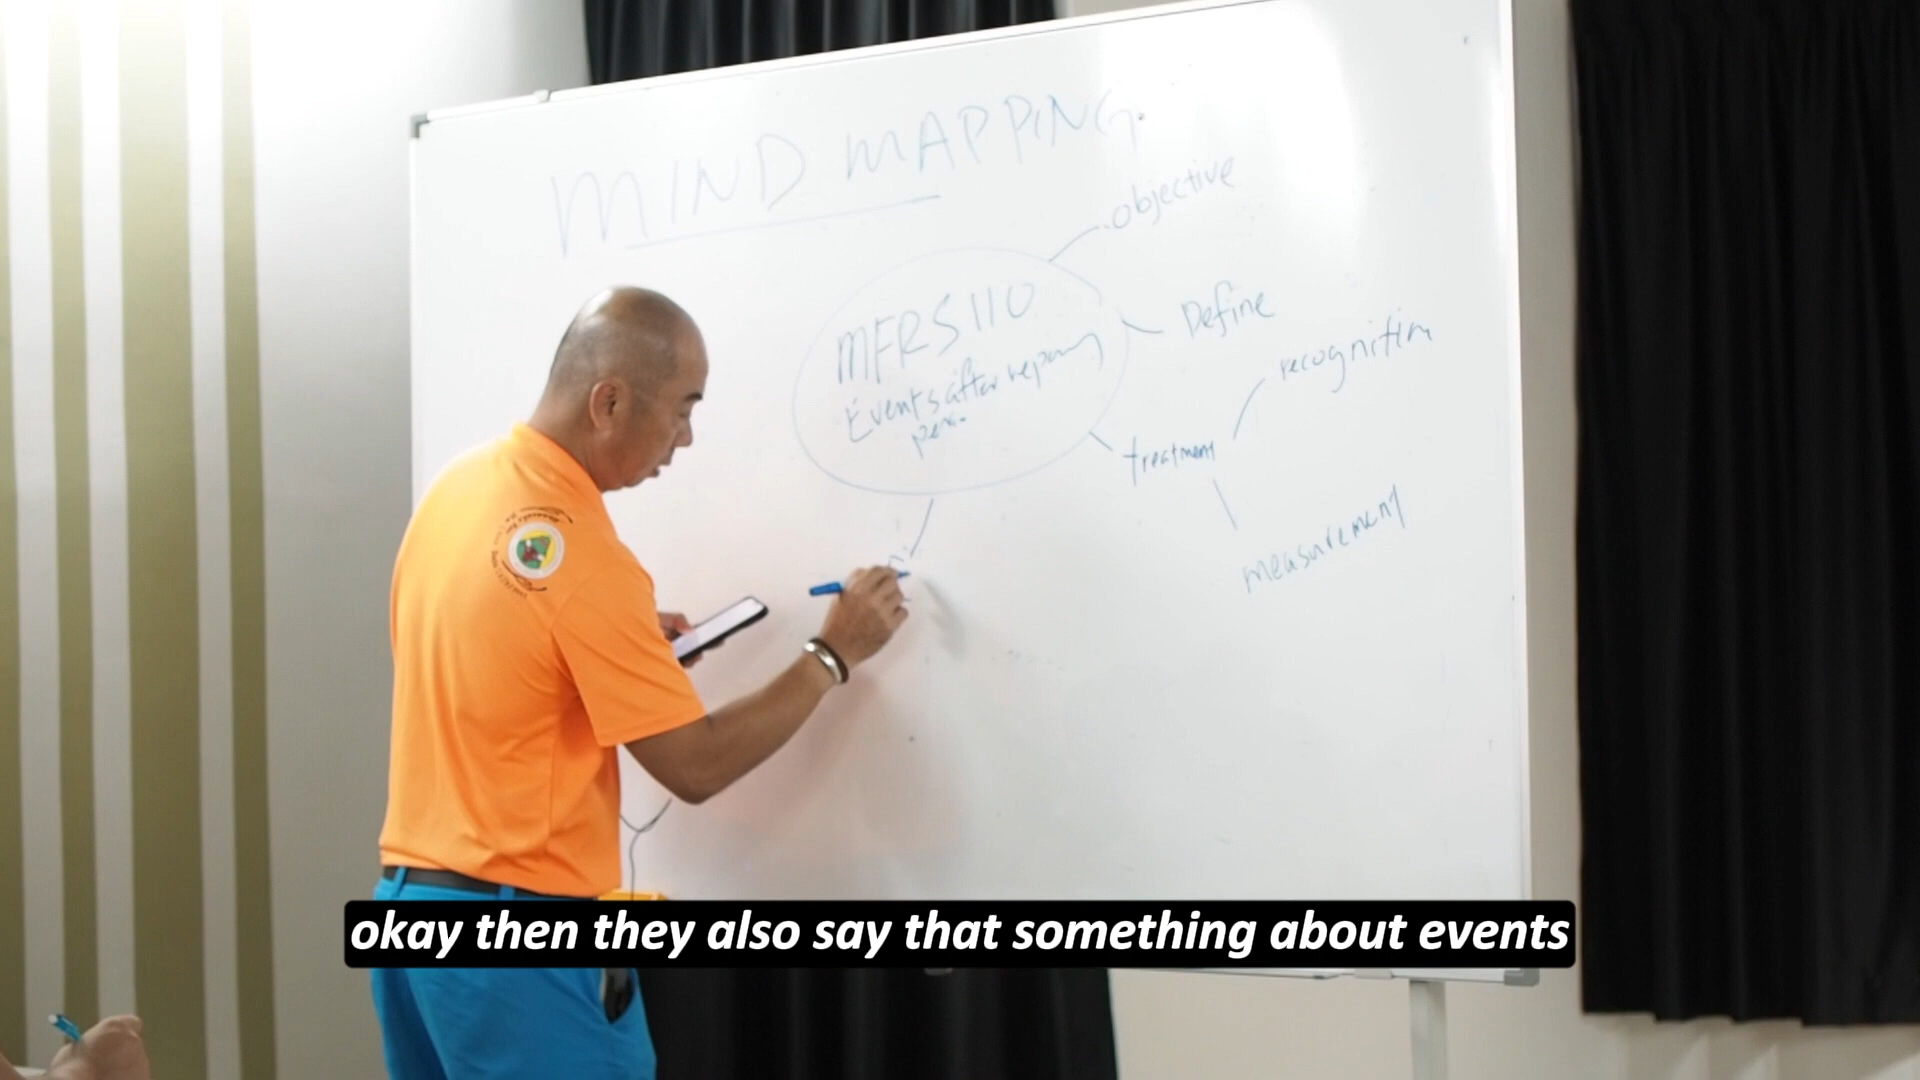 MIND MAPPING.
objective
MFRS 110
Events after reporting
Define
recognition
treatment
measurement
okay then they also say that something about events